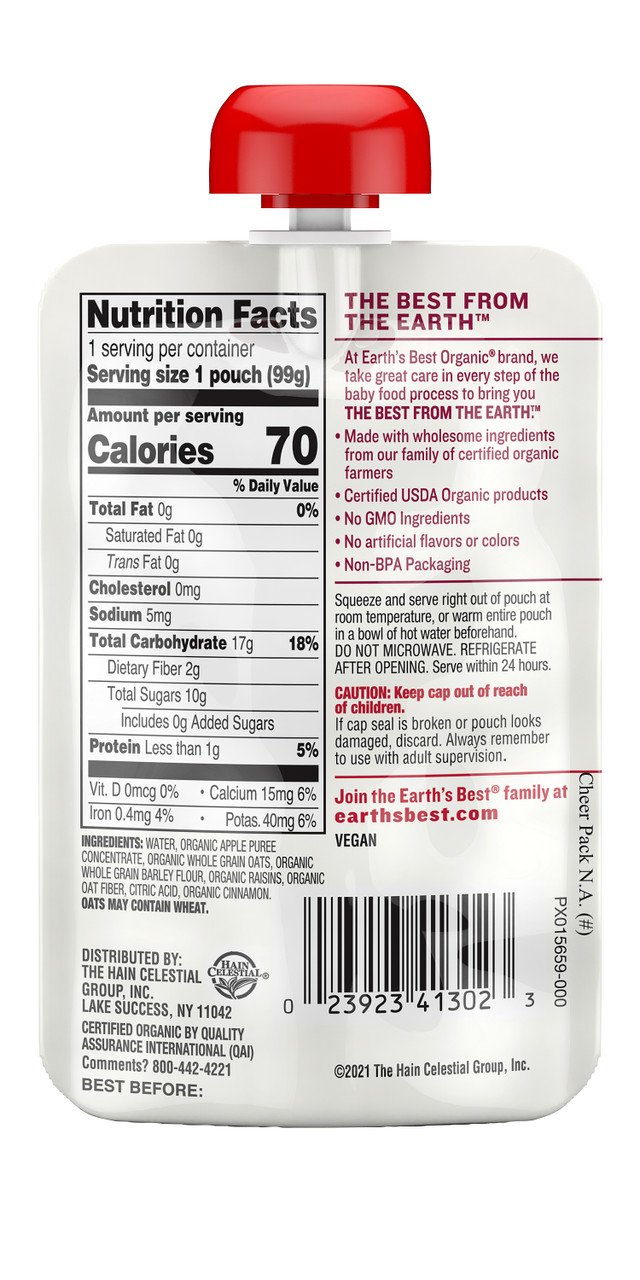 Nutrition Facts
1 serving per container
Serving size 1 pouch (99g)
Amount per serving
Calories 70
% Daily Value
Total Fat 0g 0%
Saturated Fat 0g
Trans Fat 0g
Cholesterol 0mg
Sodium 5mg
Total Carbohydrate 17g 18%
Dietary Fiber 2g
Total Sugars 10g
Includes 0g Added Sugars
Protein Less than 1g 5%
Vit. D 0mcg 0% • Calcium 15mg 6%
Iron 0.4mg 4% • Potas. 40mg 6%
INGREDIENTS: WATER, ORGANIC APPLE PUREE
CONCENTRATE, ORGANIC WHOLE GRAIN OATS, ORGANIC
WHOLE GRAIN BARLEY FLOUR, ORGANIC RAISINS, ORGANIC
OAT FIBER, CITRIC ACID, ORGANIC CINNAMON.
OATS MAY CONTAIN WHEAT.
DISTRIBUTED BY:
THE HAIN CELESTIAL
GROUP, INC.
LAKE SUCCESS, NY 11042
HAIN
CELESTIAL®
CERTIFIED ORGANIC BY QUALITY
ASSURANCE INTERNATIONAL (QAI)
Comments? 800-442-4221
BEST BEFORE:
THE BEST FROM
THE EARTH™
At Earth's Best Organic® brand, we
take great care in every step of the
baby food process to bring you
THE BEST FROM THE EARTH.™
• Made with wholesome ingredients
from our family of certified organic
farmers
• Certified USDA Organic products
• No GMO Ingredients
• No artificial flavors or colors
• Non-BPA Packaging
Squeeze and serve right out of pouch at
room temperature, or warm entire pouch
in a bowl of hot water beforehand.
DO NOT MICROWAVE. REFRIGERATE
AFTER OPENING. Serve within 24 hours.
CAUTION: Keep cap out of reach
of children.
If cap seal is broken or pouch looks
damaged, discard. Always remember
to use with adult supervision.
Join the Earth's Best® family at
earthsbest.com
VEGAN
Cheer Pack N.A. (#)
PX015659-000
0 23923 41302 3
©2021 The Hain Celestial Group, Inc.